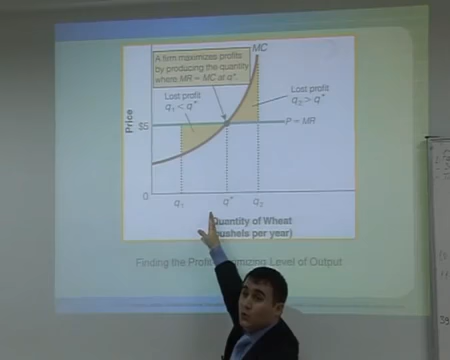 MC
A firm maximizes profits
by producing the quantity
where MR = MC at q*.
Lost profit
q₁ < q*
Lost profit
q₂ > q*
Price
$5
P = MR
0
q₁
q*
q₂
Quantity of Wheat
bushels per year)
Finding the Profit Maximizing Level of Output